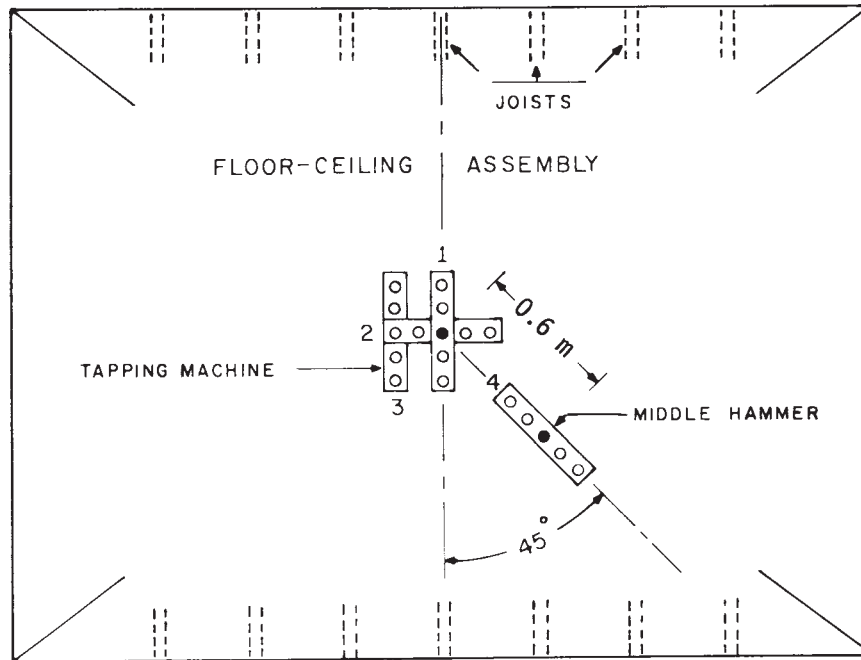 JOISTS
FLOOR-CEILING ASSEMBLY
1
0.6 m
2
TAPPING MACHINE
4
3
MIDDLE HAMMER
45°